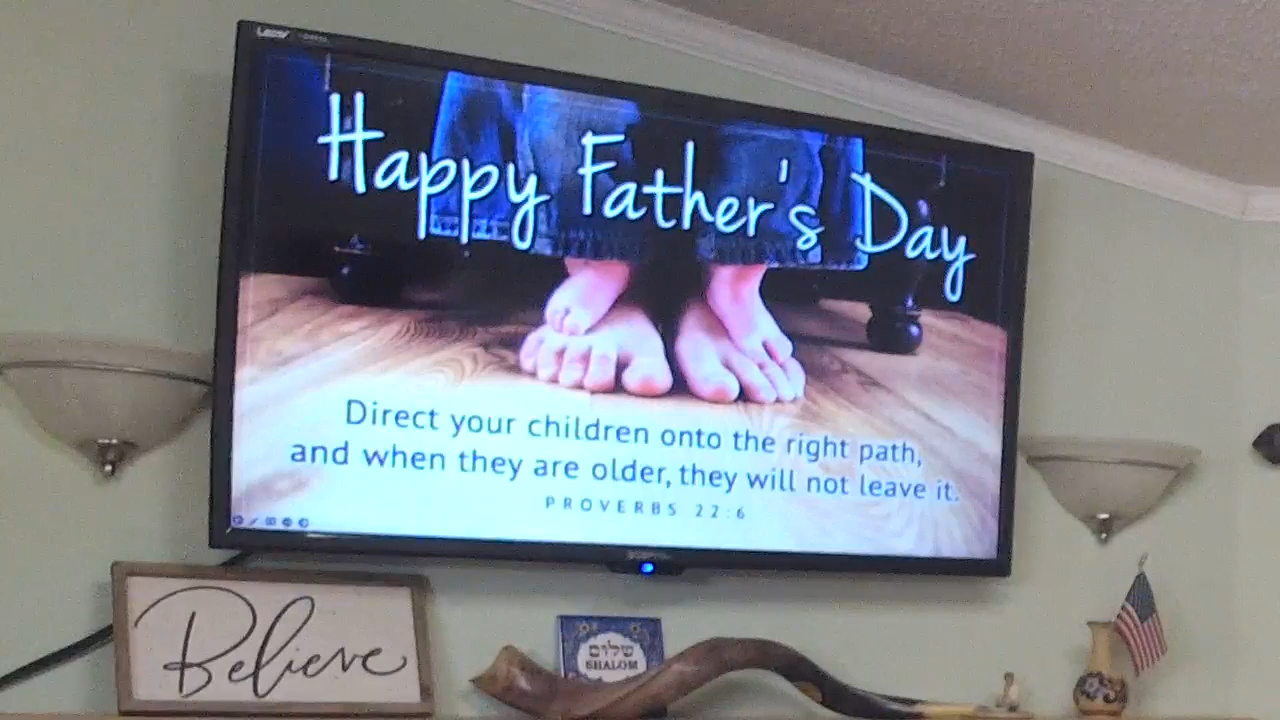 Happy Father's Day
Direct your children onto the right path,
and when they are older, they will not leave it.
PROVERBS 22:6
Believe
שלום
SHALOM